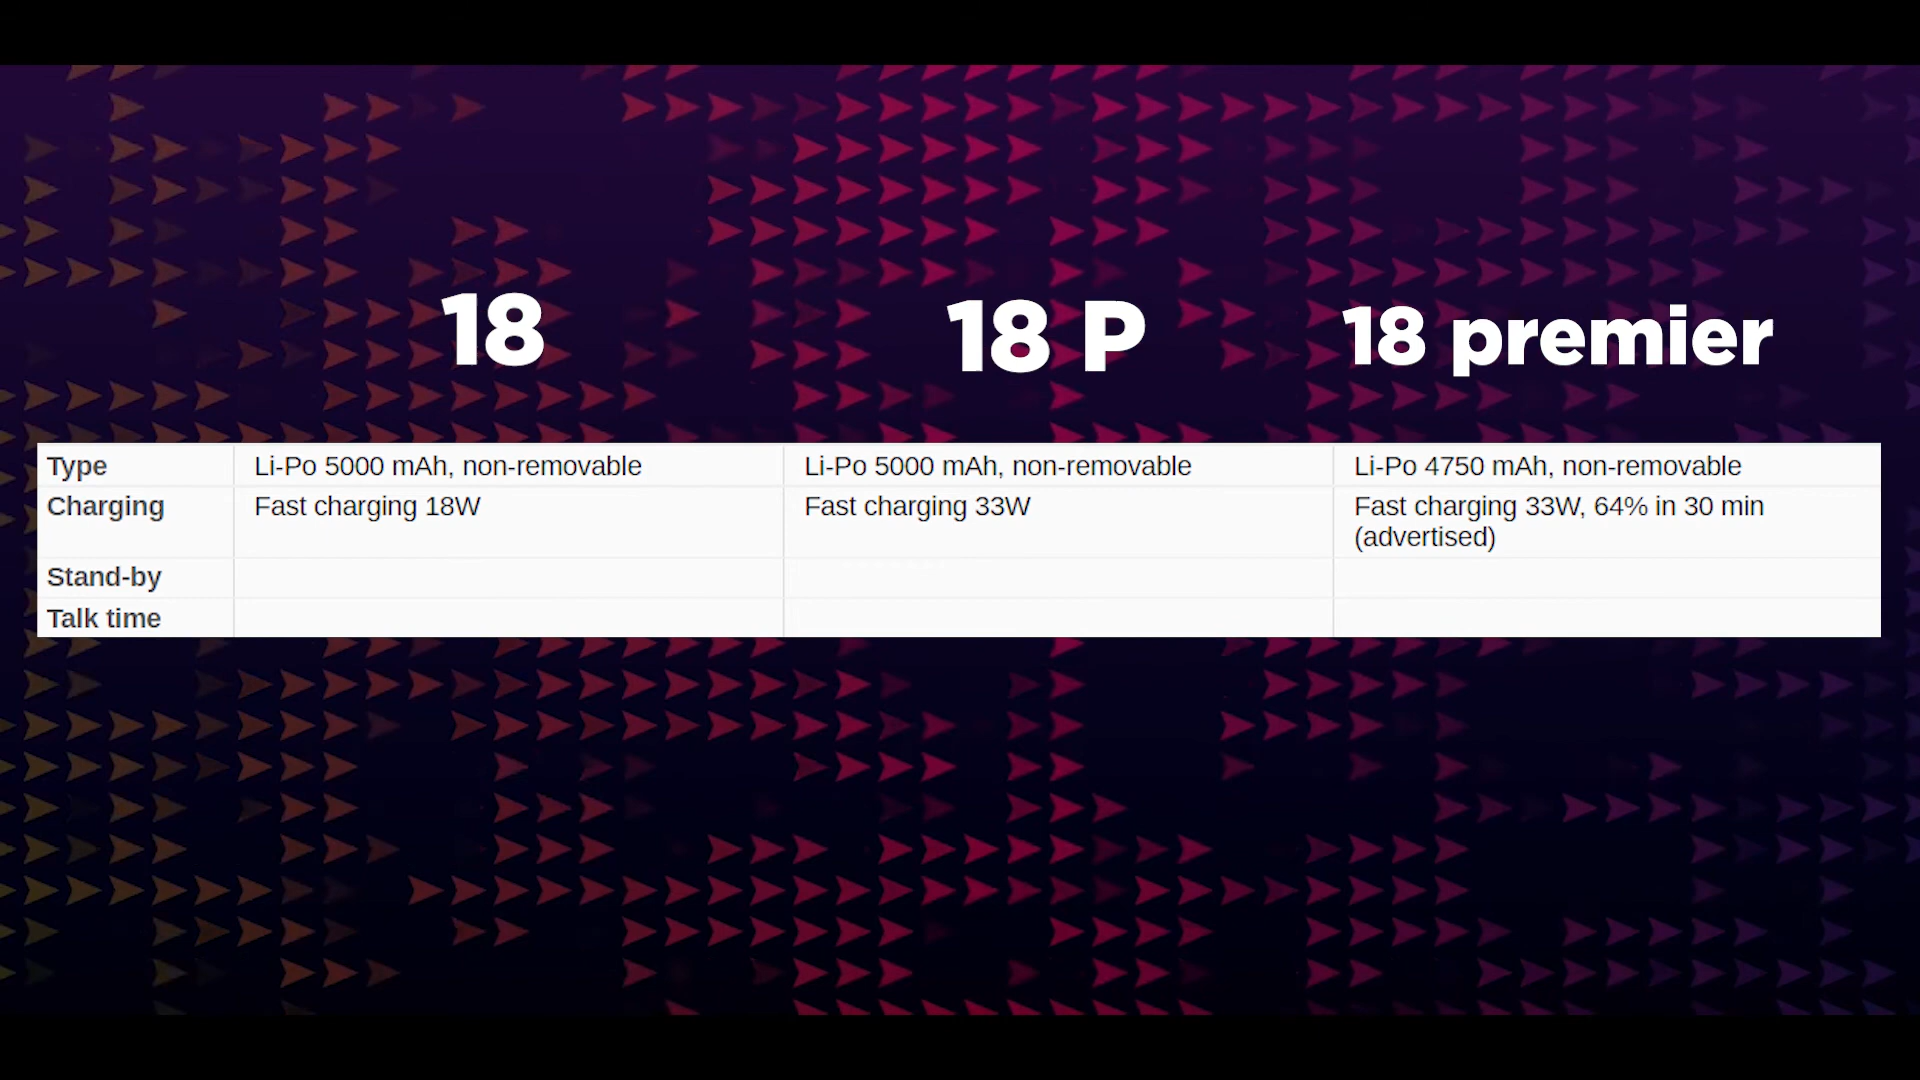 18
18 P
18 premier
Type
Li-Po 5000 mAh, non-removable
Li-Po 5000 mAh, non-removable
Li-Po 4750 mAh, non-removable
Charging
Fast charging 18W
Fast charging 33W
Fast charging 33W, 64% in 30 min
(advertised)
Stand-by
Talk time